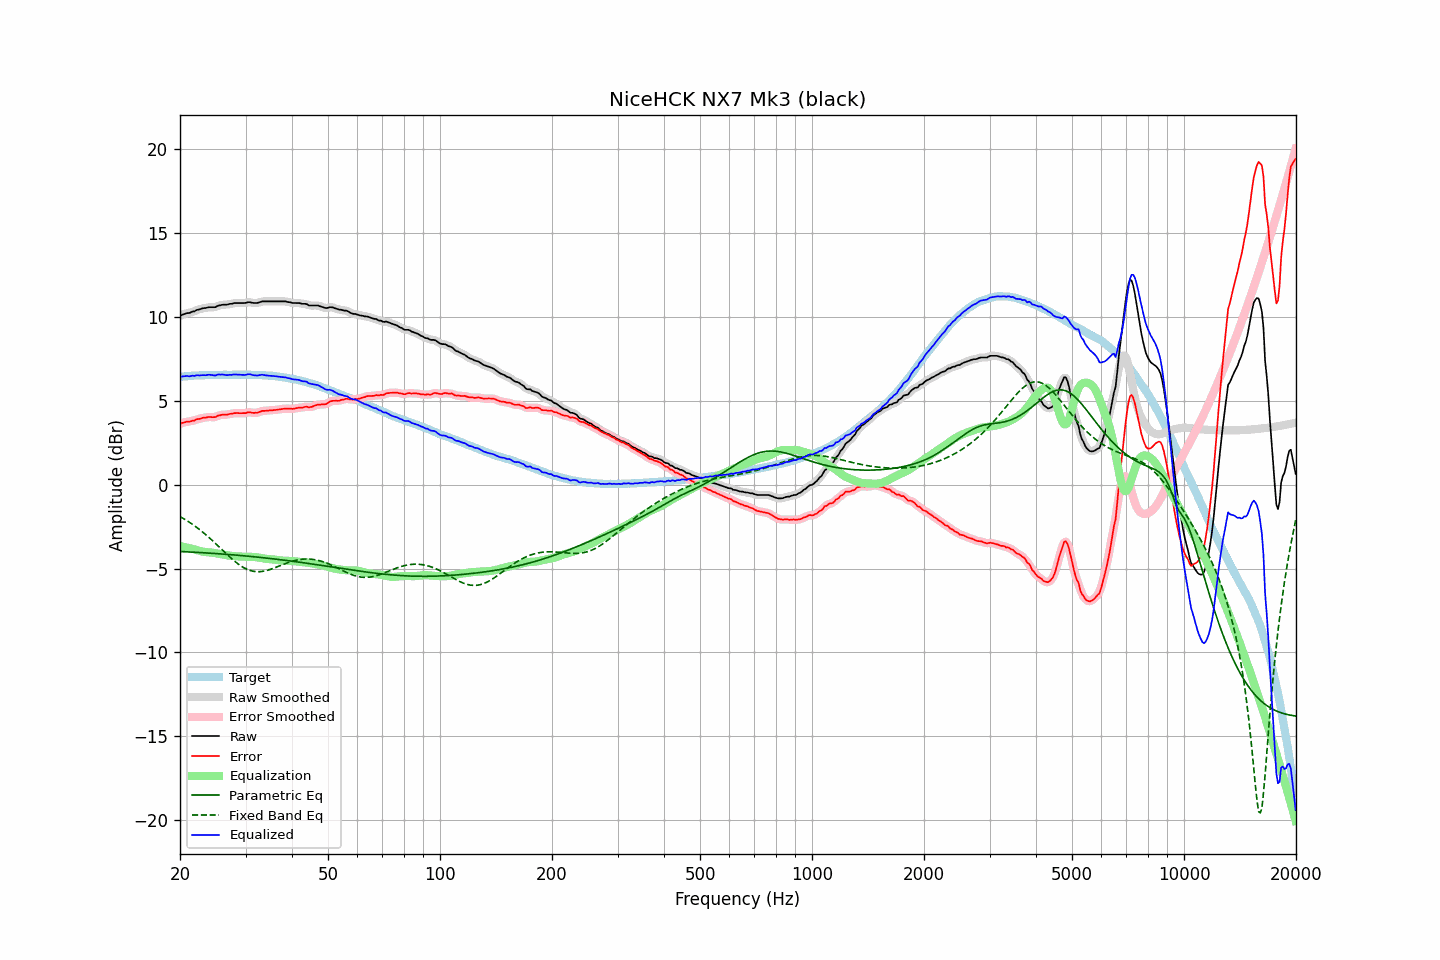 NiceHCK NX7 Mk3 (black)
Amplitude (dBr)
20
15
10
5
0
−5
−10
−15
−20
Target
Raw Smoothed
Error Smoothed
Raw
Error
Equalization
Parametric Eq
Fixed Band Eq
Equalized
20 50 100 200 500 1000 2000 5000 10000 20000
Frequency (Hz)